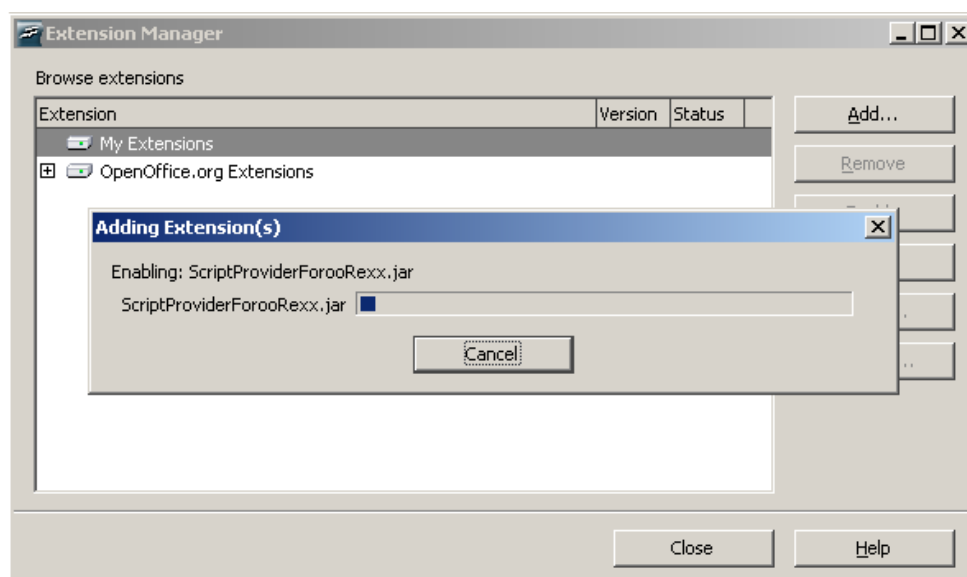 Extension Manager
Browse extensions
Extension Version Status
My Extensions
OpenOffice.org Extensions
Add...
Remove
Adding Extension(s)
Enabling: ScriptProviderForooRexx.jar
ScriptProviderForooRexx.jar
Cancel
Close
Help